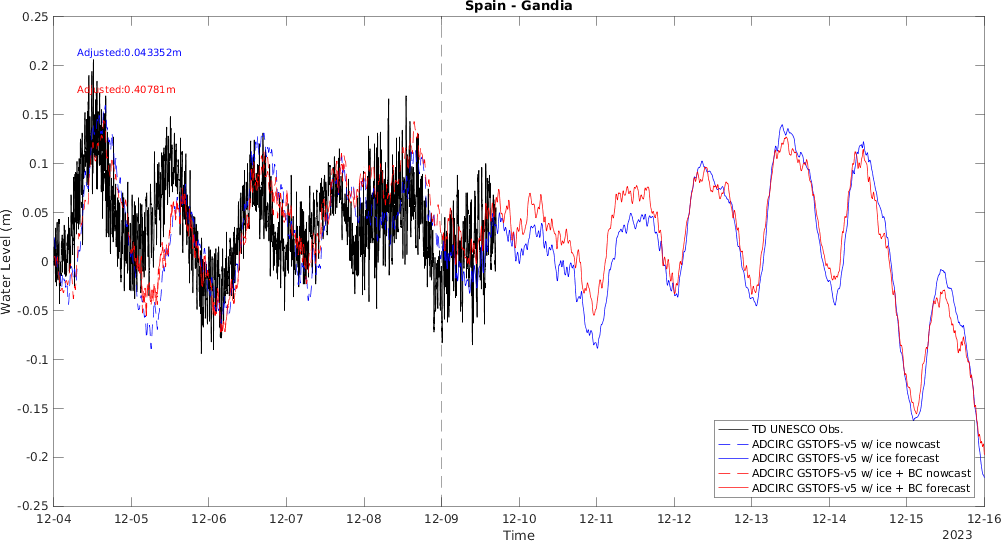 Spain - Gandia
Adjusted:0.043352m
Adjusted:0.40781m
Water Level (m)
0.25
0.2
0.15
0.1
0.05
0
-0.05
-0.1
-0.15
-0.2
-0.25
TD UNESCO Obs.
ADCIRC GSTOFS-v5 w/ ice nowcast
ADCIRC GSTOFS-v5 w/ ice forecast
ADCIRC GSTOFS-v5 w/ ice + BC nowcast
ADCIRC GSTOFS-v5 w/ ice + BC forecast
12-04 12-05 12-06 12-07 12-08 12-09 12-10 12-11 12-12 12-13 12-14 12-15 12-16
Time
2023